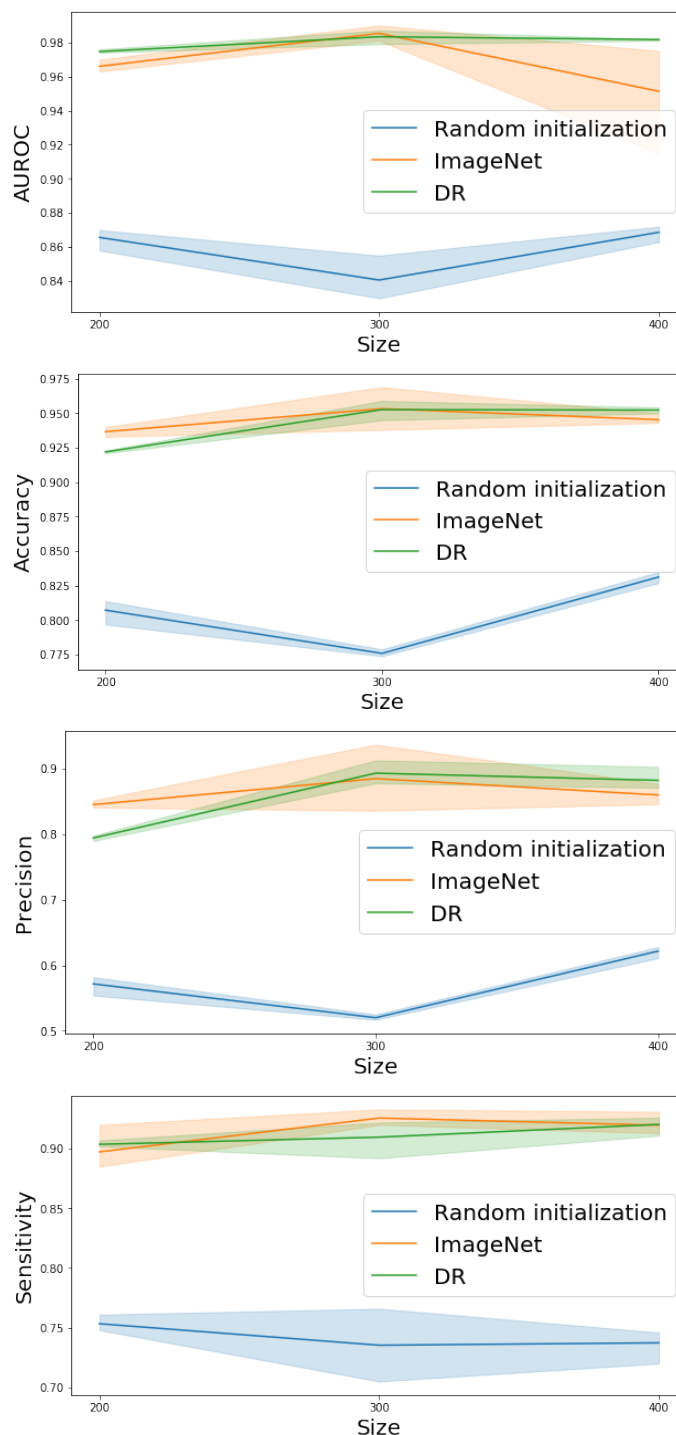 AUROC
0.98
0.96
0.94
0.92
0.90
0.88
0.86
0.84
Random initialization
ImageNet
DR
200
300
400
Size
Accuracy
0.975
0.950
0.925
0.900
0.875
0.850
0.825
0.800
0.775
Random initialization
ImageNet
DR
200
300
400
Size
Precision
0.9
0.8
0.7
0.6
0.5
Random initialization
ImageNet
DR
200
300
400
Size
Sensitivity
0.90
0.85
0.80
0.75
0.70
Random initialization
ImageNet
DR
200
300
400
Size